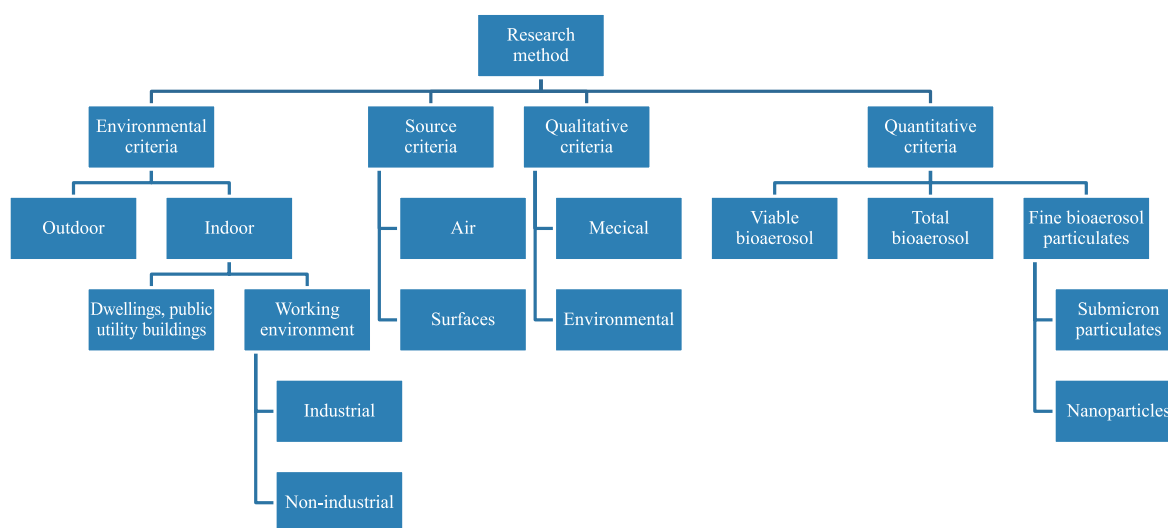 Research
method
Environmental
criteria
Source
criteria
Qualitative
criteria
Quantitative
criteria
Outdoor
Indoor
Air
Mecical
Viable
bioaerosol
Total
bioaerosol
Fine bioaerosol
particulates
Dwellings, public
utility buildings
Working
environment
Surfaces
Environmental
Submicron
particulates
Industrial
Nanoparticles
Non-industrial